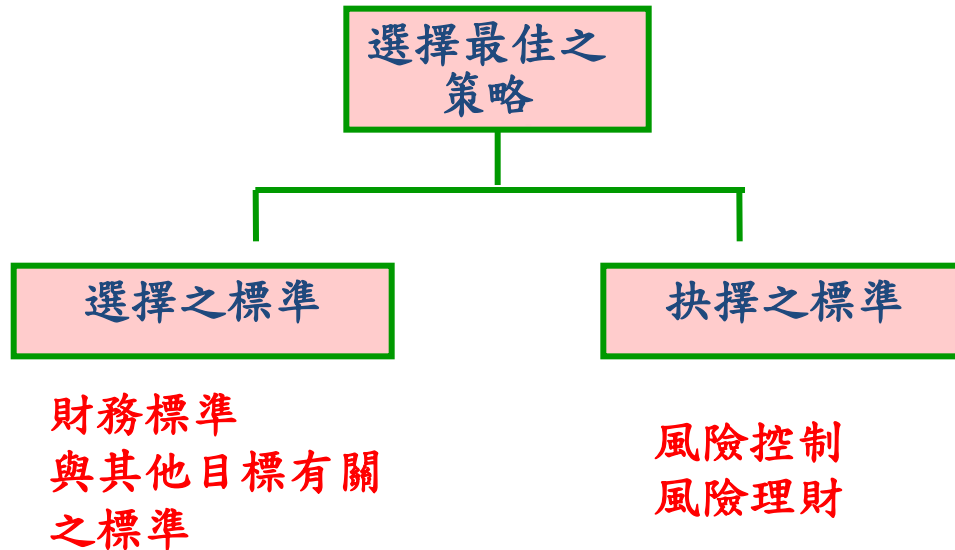 選擇最佳之
策略
選擇之標準
抉擇之標準
財務標準
與其他目標有關
之標準
風險控制
風險理財